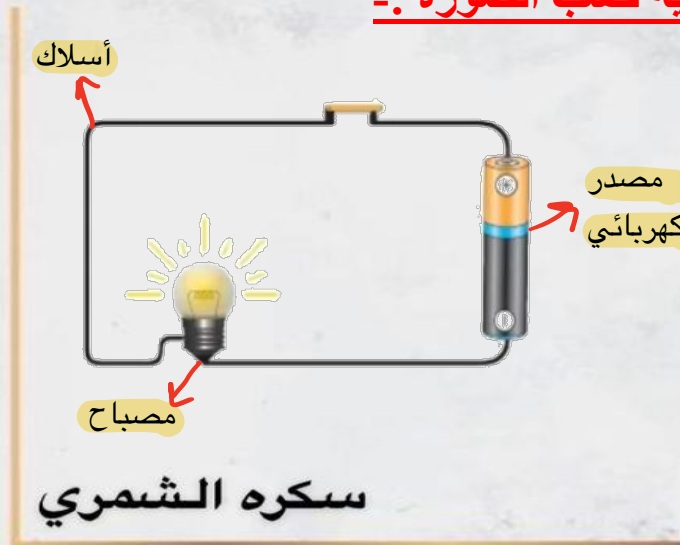 أسلاك
مصدر
كهربائي
مصباح
سكره الشمري